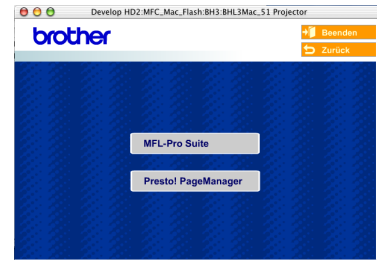 Develop HD2:MFC_Mac_Flash:BH3:BHL3Mac_51 Projector
brother
Beenden
Zurück
MFL-Pro Suite
Presto! PageManager